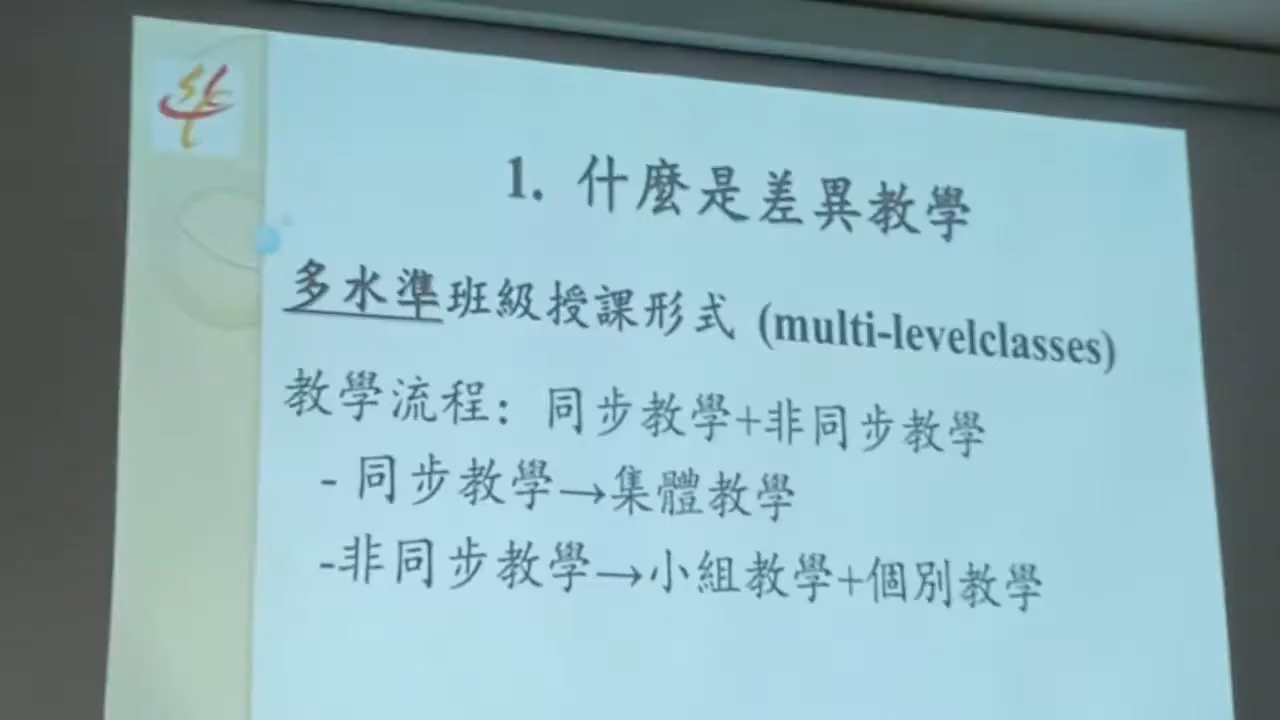 1. 什麼是差異教學
多水準班級授課形式 (multi-levelclasses)
教學流程：同步教學+非同步教學
- 同步教學→集體教學
-非同步教學→小組教學+個別教學